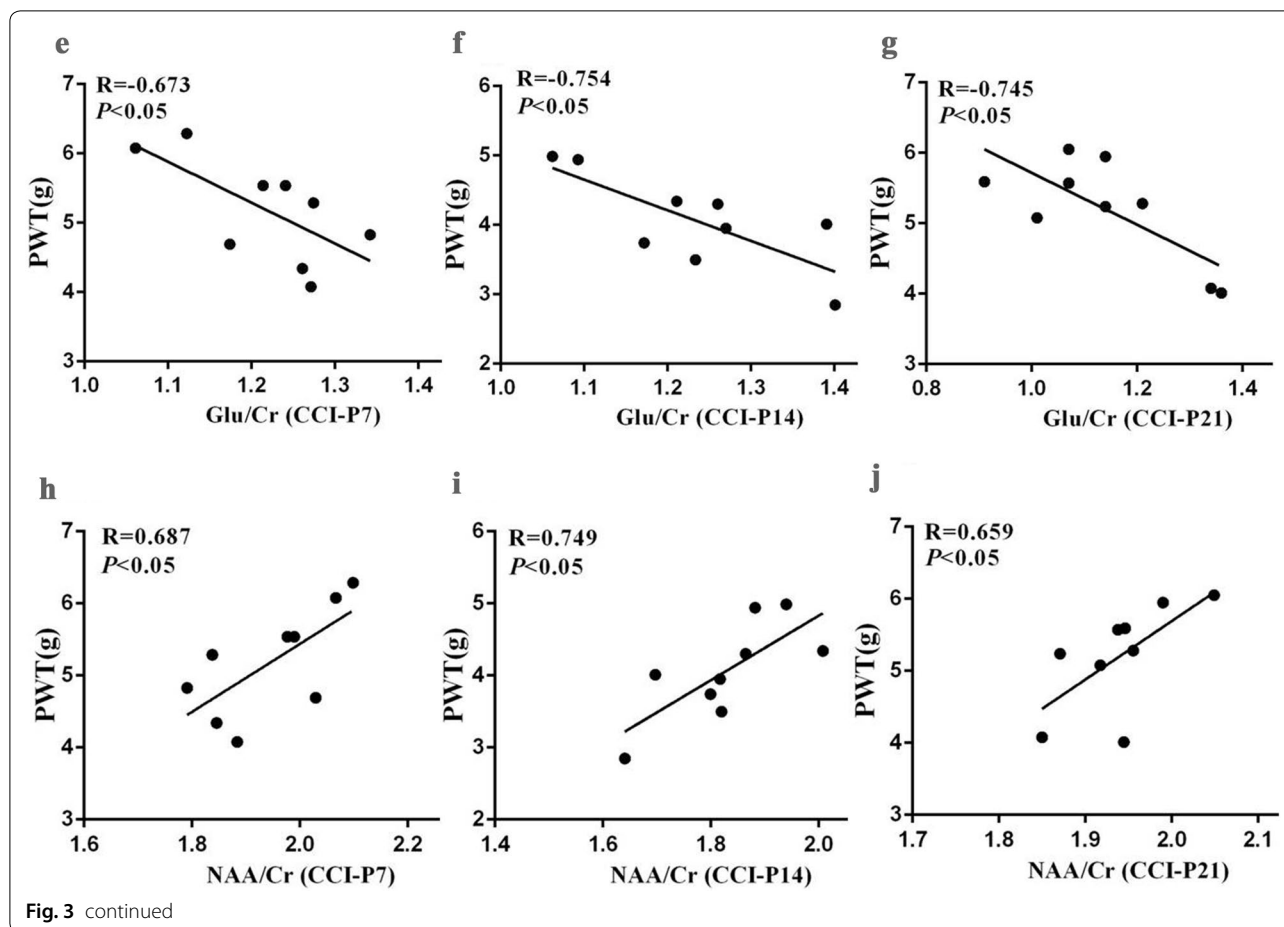 e
R=-0.673
P<0.05
7
6
5
4
3
PWT(g)
1.0 1.1 1.2 1.3 1.4
Glu/Cr (CCI-P7)
f
R=-0.754
P<0.05
6
5
4
3
2
PWT(g)
1.0 1.1 1.2 1.3 1.4
Glu/Cr (CCI-P14)
g
R=-0.745
P<0.05
7
6
5
4
3
PWT(g)
0.8 1.0 1.2 1.4
Glu/Cr (CCI-P21)
h
R=0.687
P<0.05
7
6
5
4
3
PWT(g)
1.6 1.8 2.0 2.2
NAA/Cr (CCI-P7)
i
R=0.749
P<0.05
6
5
4
3
2
PWT(g)
1.4 1.6 1.8 2.0
NAA/Cr (CCI-P14)
j
R=0.659
P<0.05
7
6
5
4
3
PWT(g)
1.7 1.8 1.9 2.0 2.1
NAA/Cr (CCI-P21)
Fig. 3 continued